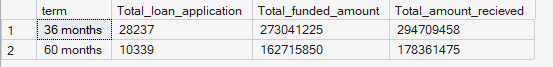 term Total_loan_application Total_funded_amount Total_amount_recieved
1 36 months 28237 273041225 294709458
2 60 months 10339 162715850 178361475